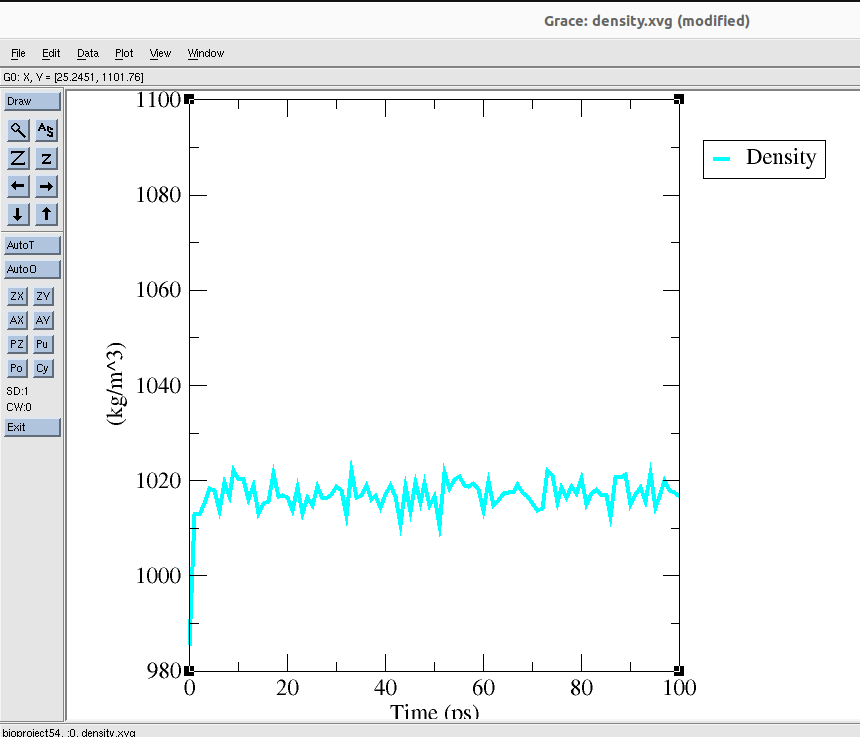 Grace: density.xvg (modified)
File Edit Data Plot View Window
G0: X, Y = [25.2451, 1101.76]
Draw
AS
Z z
AutoT
AutoO
ZX ZY
AX AY
PZ Pu
Po Cy
SD:1
CW:0
Exit
1100
1080
1060
1040
1020
1000
980
(kg/m^3)
Density
0 20 40 60 80 100
Time (ps)
bioproject54, :0, density.xvg